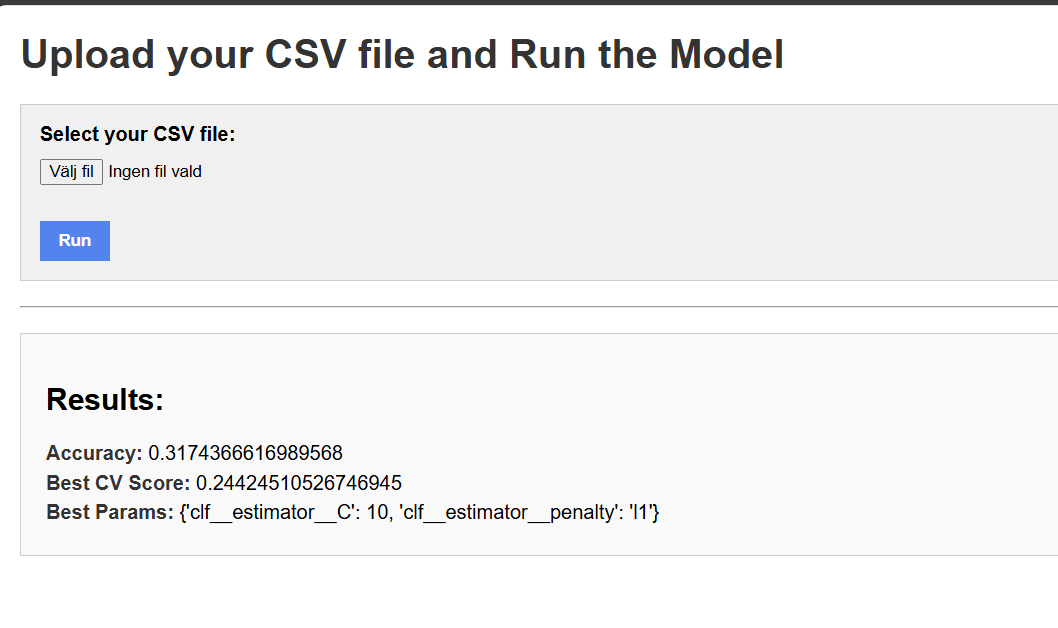 Upload your CSV file and Run the Model
Select your CSV file:
Välj fil Ingen fil vald
Run
Results:
Accuracy: 0.3174366616989568
Best CV Score: 0.24424510526746945
Best Params: {'clf__estimator__C': 10, 'clf__estimator__penalty': 'l1'}